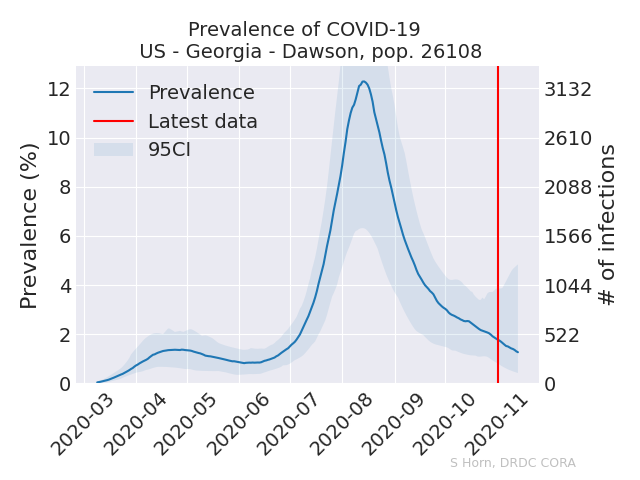 Prevalence of COVID-19
US - Georgia - Dawson, pop. 26108
Prevalence
Latest data
95CI
Prevalence (%)
12
10
8
6
4
2
0
3132
2610
2088
1566
1044
522
0
# of infections
2020-03
2020-04
2020-05
2020-06
2020-07
2020-08
2020-09
2020-10
2020-11
S Horn, DRDC CORA